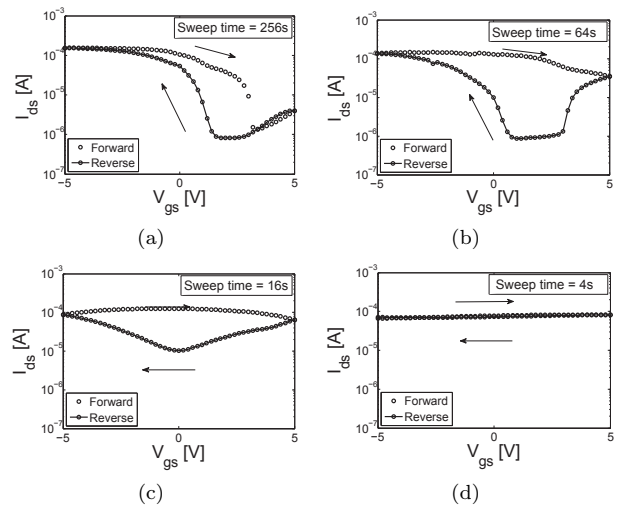 Sweep time = 256s
I_ds [A]
10^-3
10^-4
10^-5
10^-6
10^-7
Forward
Reverse
-5 0 5
V_gs [V]
(a)
Sweep time = 64s
I_ds [A]
10^-3
10^-4
10^-5
10^-6
10^-7
Forward
Reverse
-5 0 5
V_gs [V]
(b)
Sweep time = 16s
I_ds [A]
10^-3
10^-4
10^-5
10^-6
10^-7
Forward
Reverse
-5 0 5
V_gs [V]
(c)
Sweep time = 4s
I_ds [A]
10^-3
10^-4
10^-5
10^-6
10^-7
Forward
Reverse
-5 0 5
V_gs [V]
(d)